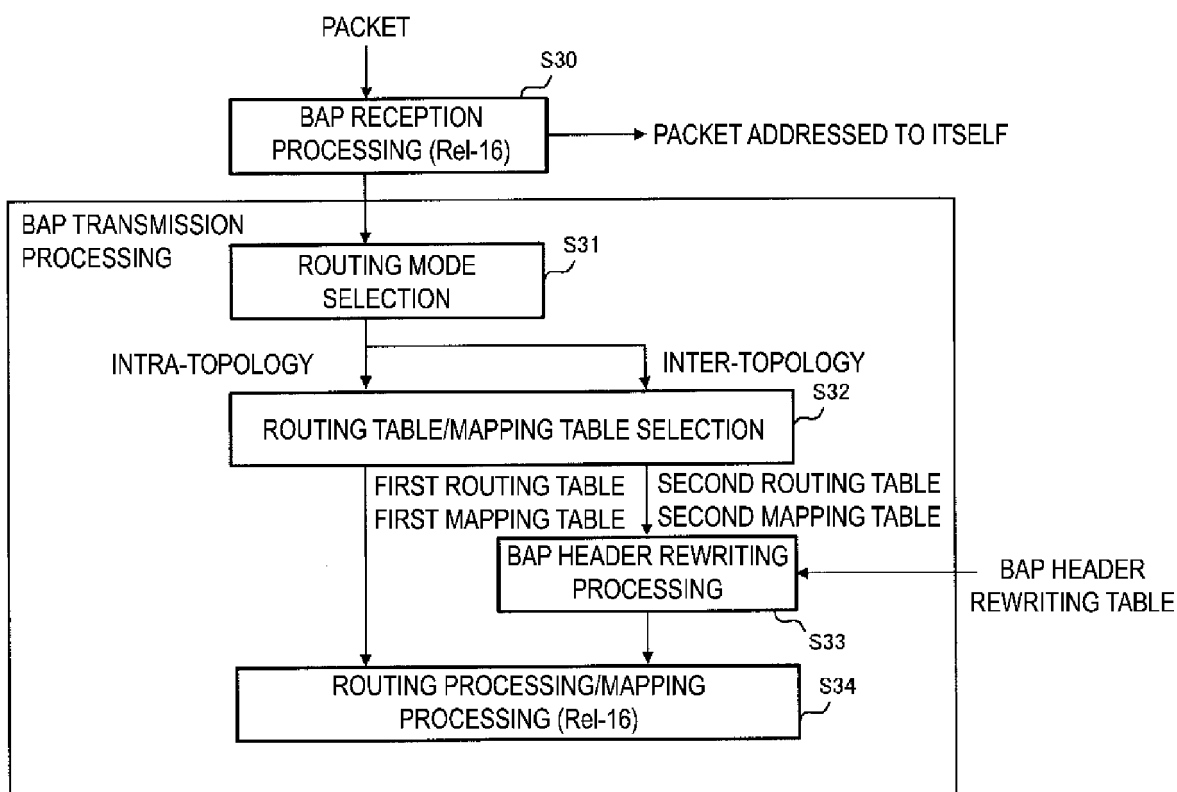 PACKET
S30
BAP RECEPTION
PROCESSING (Rel-16)
PACKET ADDRESSED TO ITSELF
BAP TRANSMISSION
PROCESSING
S31
ROUTING MODE
SELECTION
INTRA-TOPOLOGY
INTER-TOPOLOGY
S32
ROUTING TABLE/MAPPING TABLE SELECTION
FIRST ROUTING TABLE
FIRST MAPPING TABLE
SECOND ROUTING TABLE
SECOND MAPPING TABLE
BAP HEADER REWRITING
PROCESSING
BAP HEADER
REWRITING TABLE
S33
ROUTING PROCESSING/MAPPING
PROCESSING (Rel-16)
S34